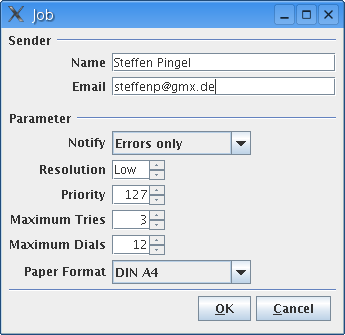 Job
Sender
Name Steffen Pingel
Email steffenp@gmx.de
Parameter
Notify Errors only
Resolution Low
Priority 127
Maximum Tries 3
Maximum Dials 12
Paper Format DIN A4
OK Cancel